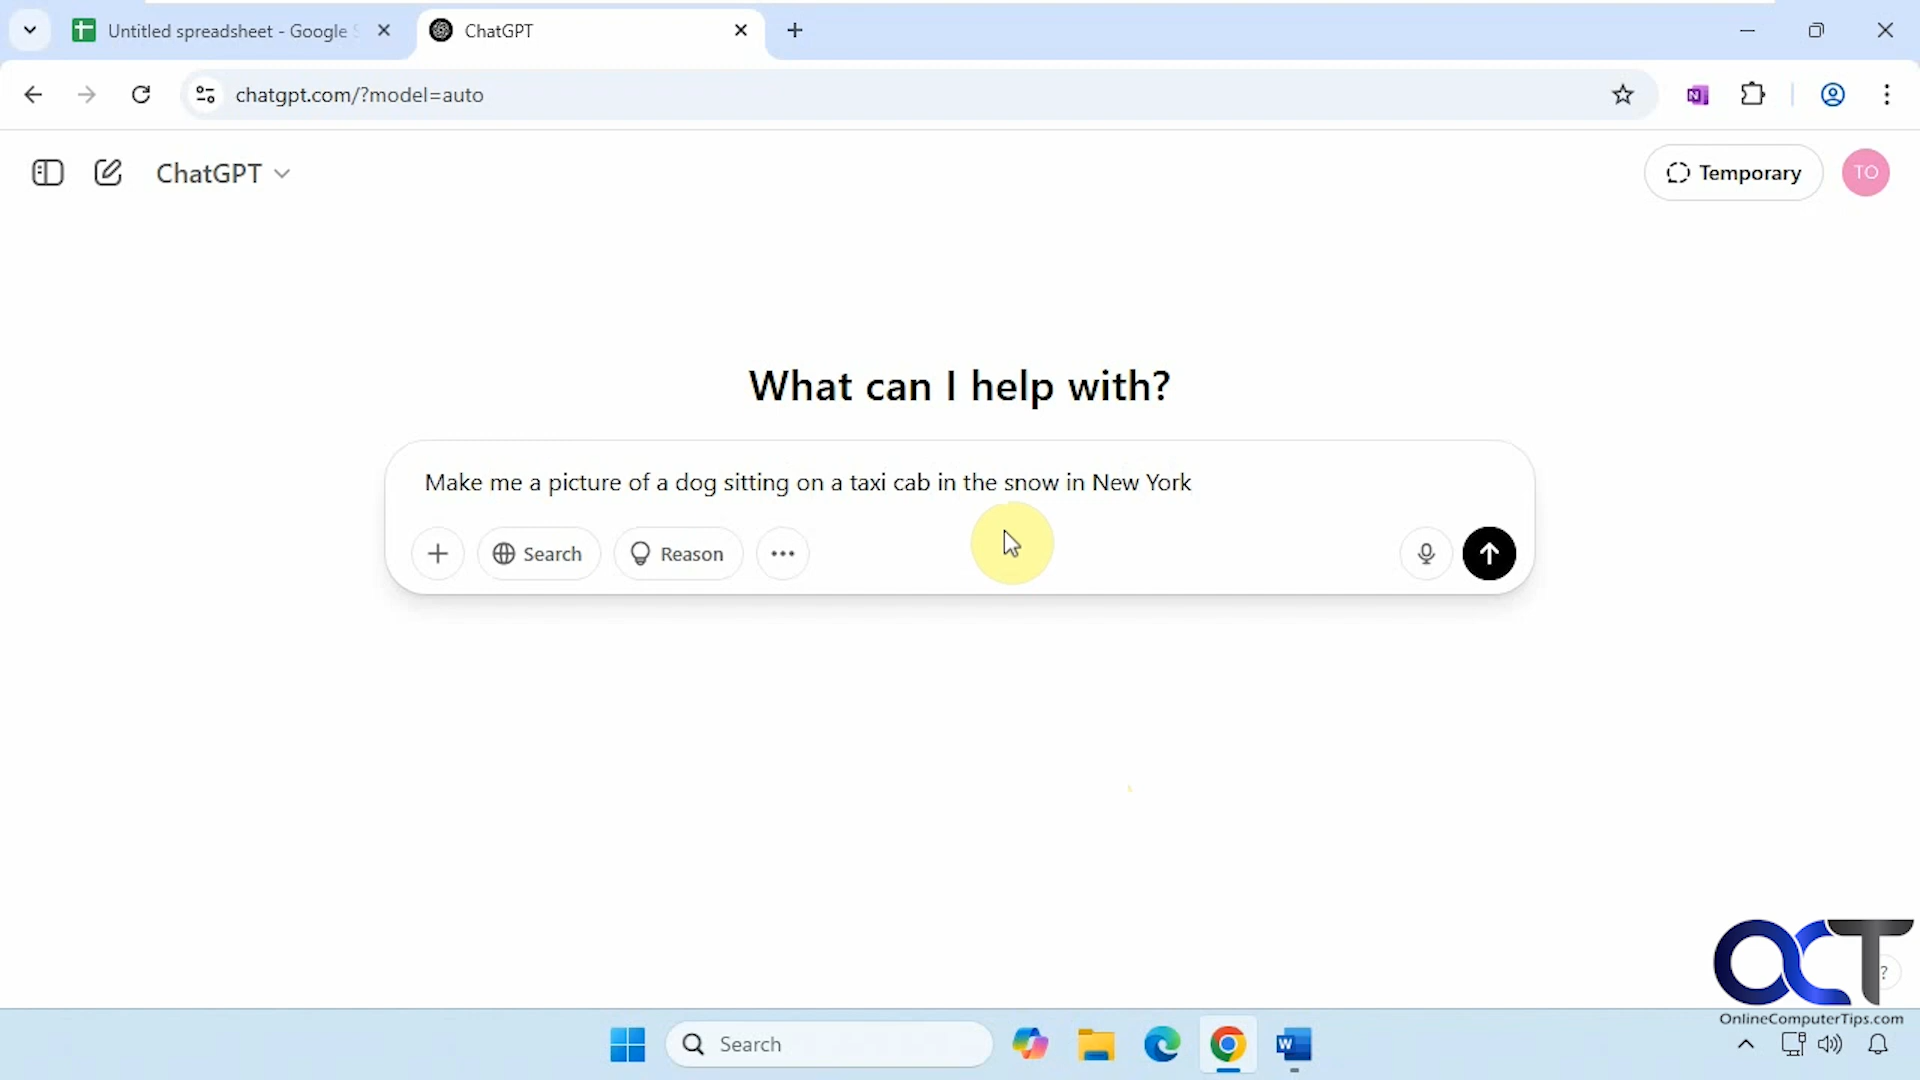 Untitled spreadsheet - Google S
ChatGPT
chatgpt.com/?model=auto
ChatGPT
Temporary
TO
What can I help with?
Make me a picture of a dog sitting on a taxi cab in the snow in New York
Search
Reason
OCT
?
OnlineComputerTips.com
Search